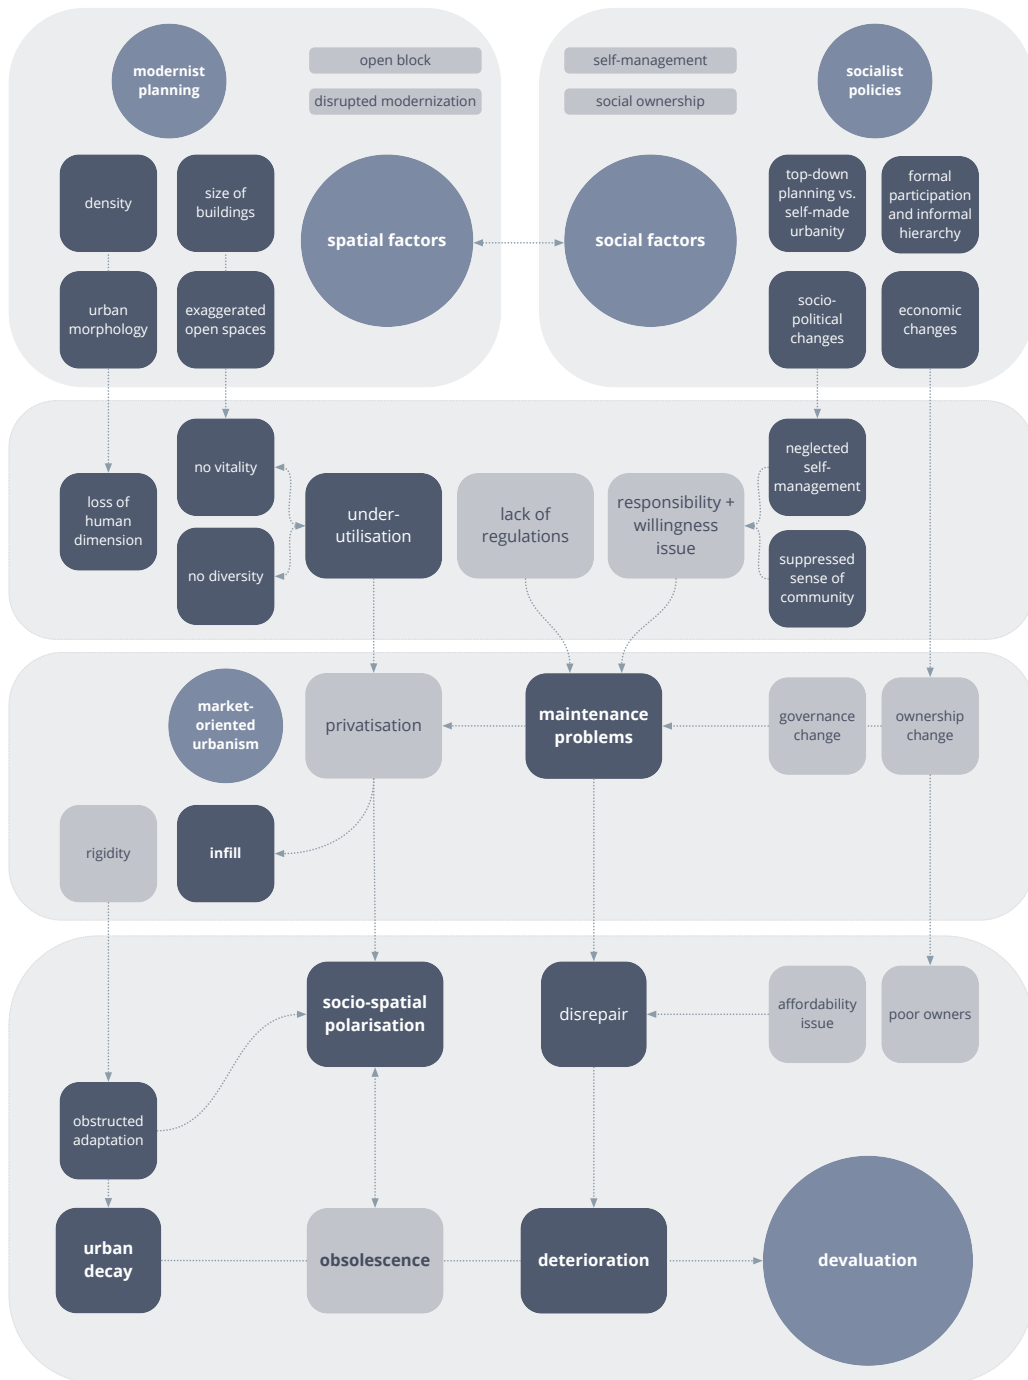 modernist
planning
open block
disrupted modernization
self-management
social ownership
socialist
policies
density
size of
buildings
spatial factors
social factors
top-down
planning vs.
self-made
urbanity
formal
participation
and informal
hierarchy
urban
morphology
exaggerated
open spaces
socio-
political
changes
economic
changes
no vitality
loss of
human
dimension
no diversity
under-
utilisation
lack of
regulations
responsibility +
willingness
issue
neglected
self-
management
suppressed
sense of
community
market-
oriented
urbanism
privatisation
maintenance
problems
governance
change
ownership
change
rigidity
infill
socio-spatial
polarisation
disrepair
affordability
issue
poor owners
obstructed
adaptation
urban
decay
obsolescence
deterioration
devaluation